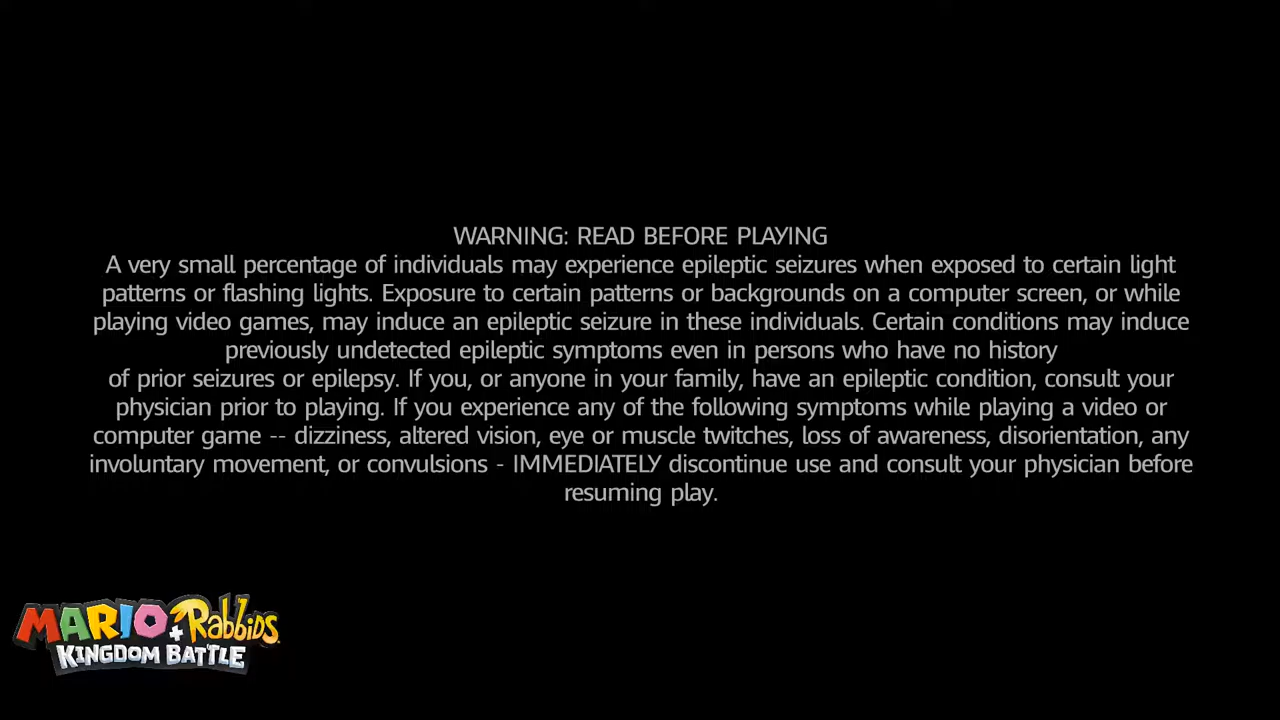 WARNING: READ BEFORE PLAYING
A very small percentage of individuals may experience epileptic seizures when exposed to certain light
patterns or flashing lights. Exposure to certain patterns or backgrounds on a computer screen, or while
playing video games, may induce an epileptic seizure in these individuals. Certain conditions may induce
previously undetected epileptic symptoms even in persons who have no history
of prior seizures or epilepsy. If you, or anyone in your family, have an epileptic condition, consult your
physician prior to playing. If you experience any of the following symptoms while playing a video or
computer game -- dizziness, altered vision, eye or muscle twitches, loss of awareness, disorientation, any
involuntary movement, or convulsions - IMMEDIATELY discontinue use and consult your physician before
resuming play.
MARIO + Rabbids
KINGDOM BATTLE